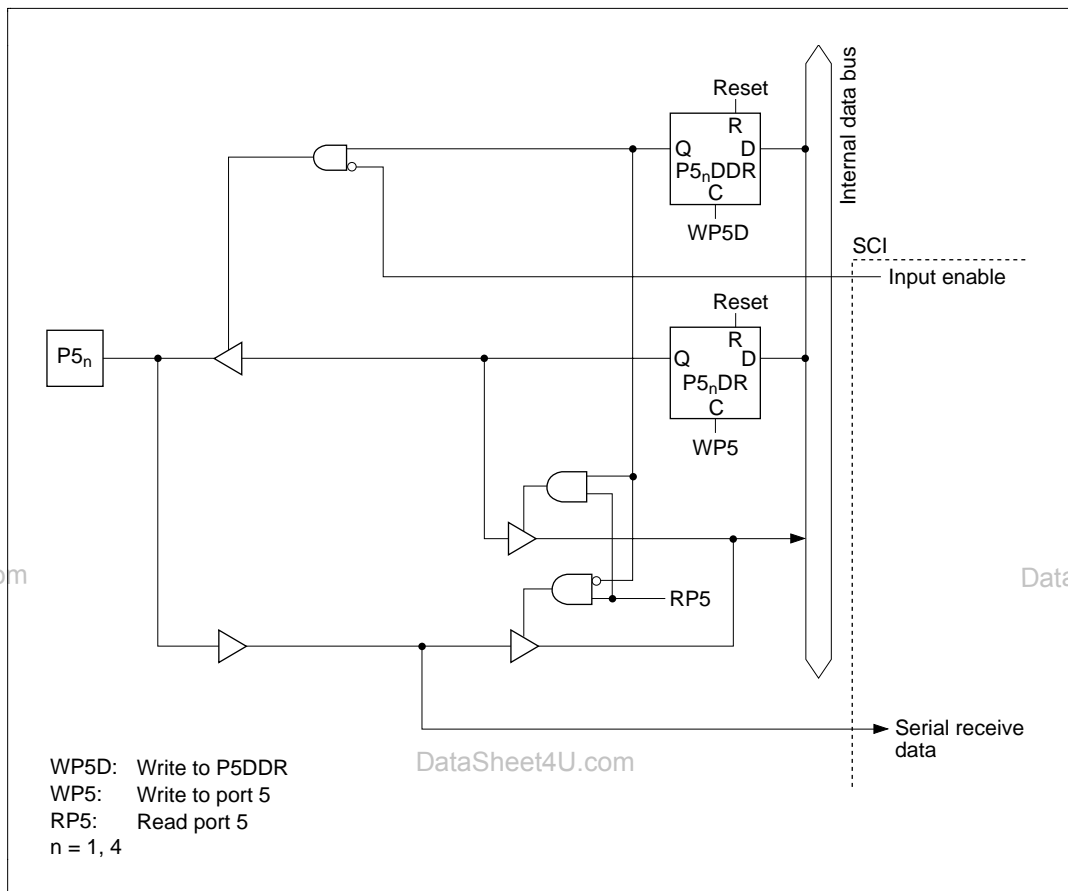 Reset
R
Q D
P5nDDR
C
WP5D
Internal data bus
SCI
Input enable
Reset
R
Q D
P5nDR
C
WP5
P5n
RP5
om
Data
Serial receive
data
DataSheet4U.com
WP5D: Write to P5DDR
WP5: Write to port 5
RP5: Read port 5
n = 1, 4